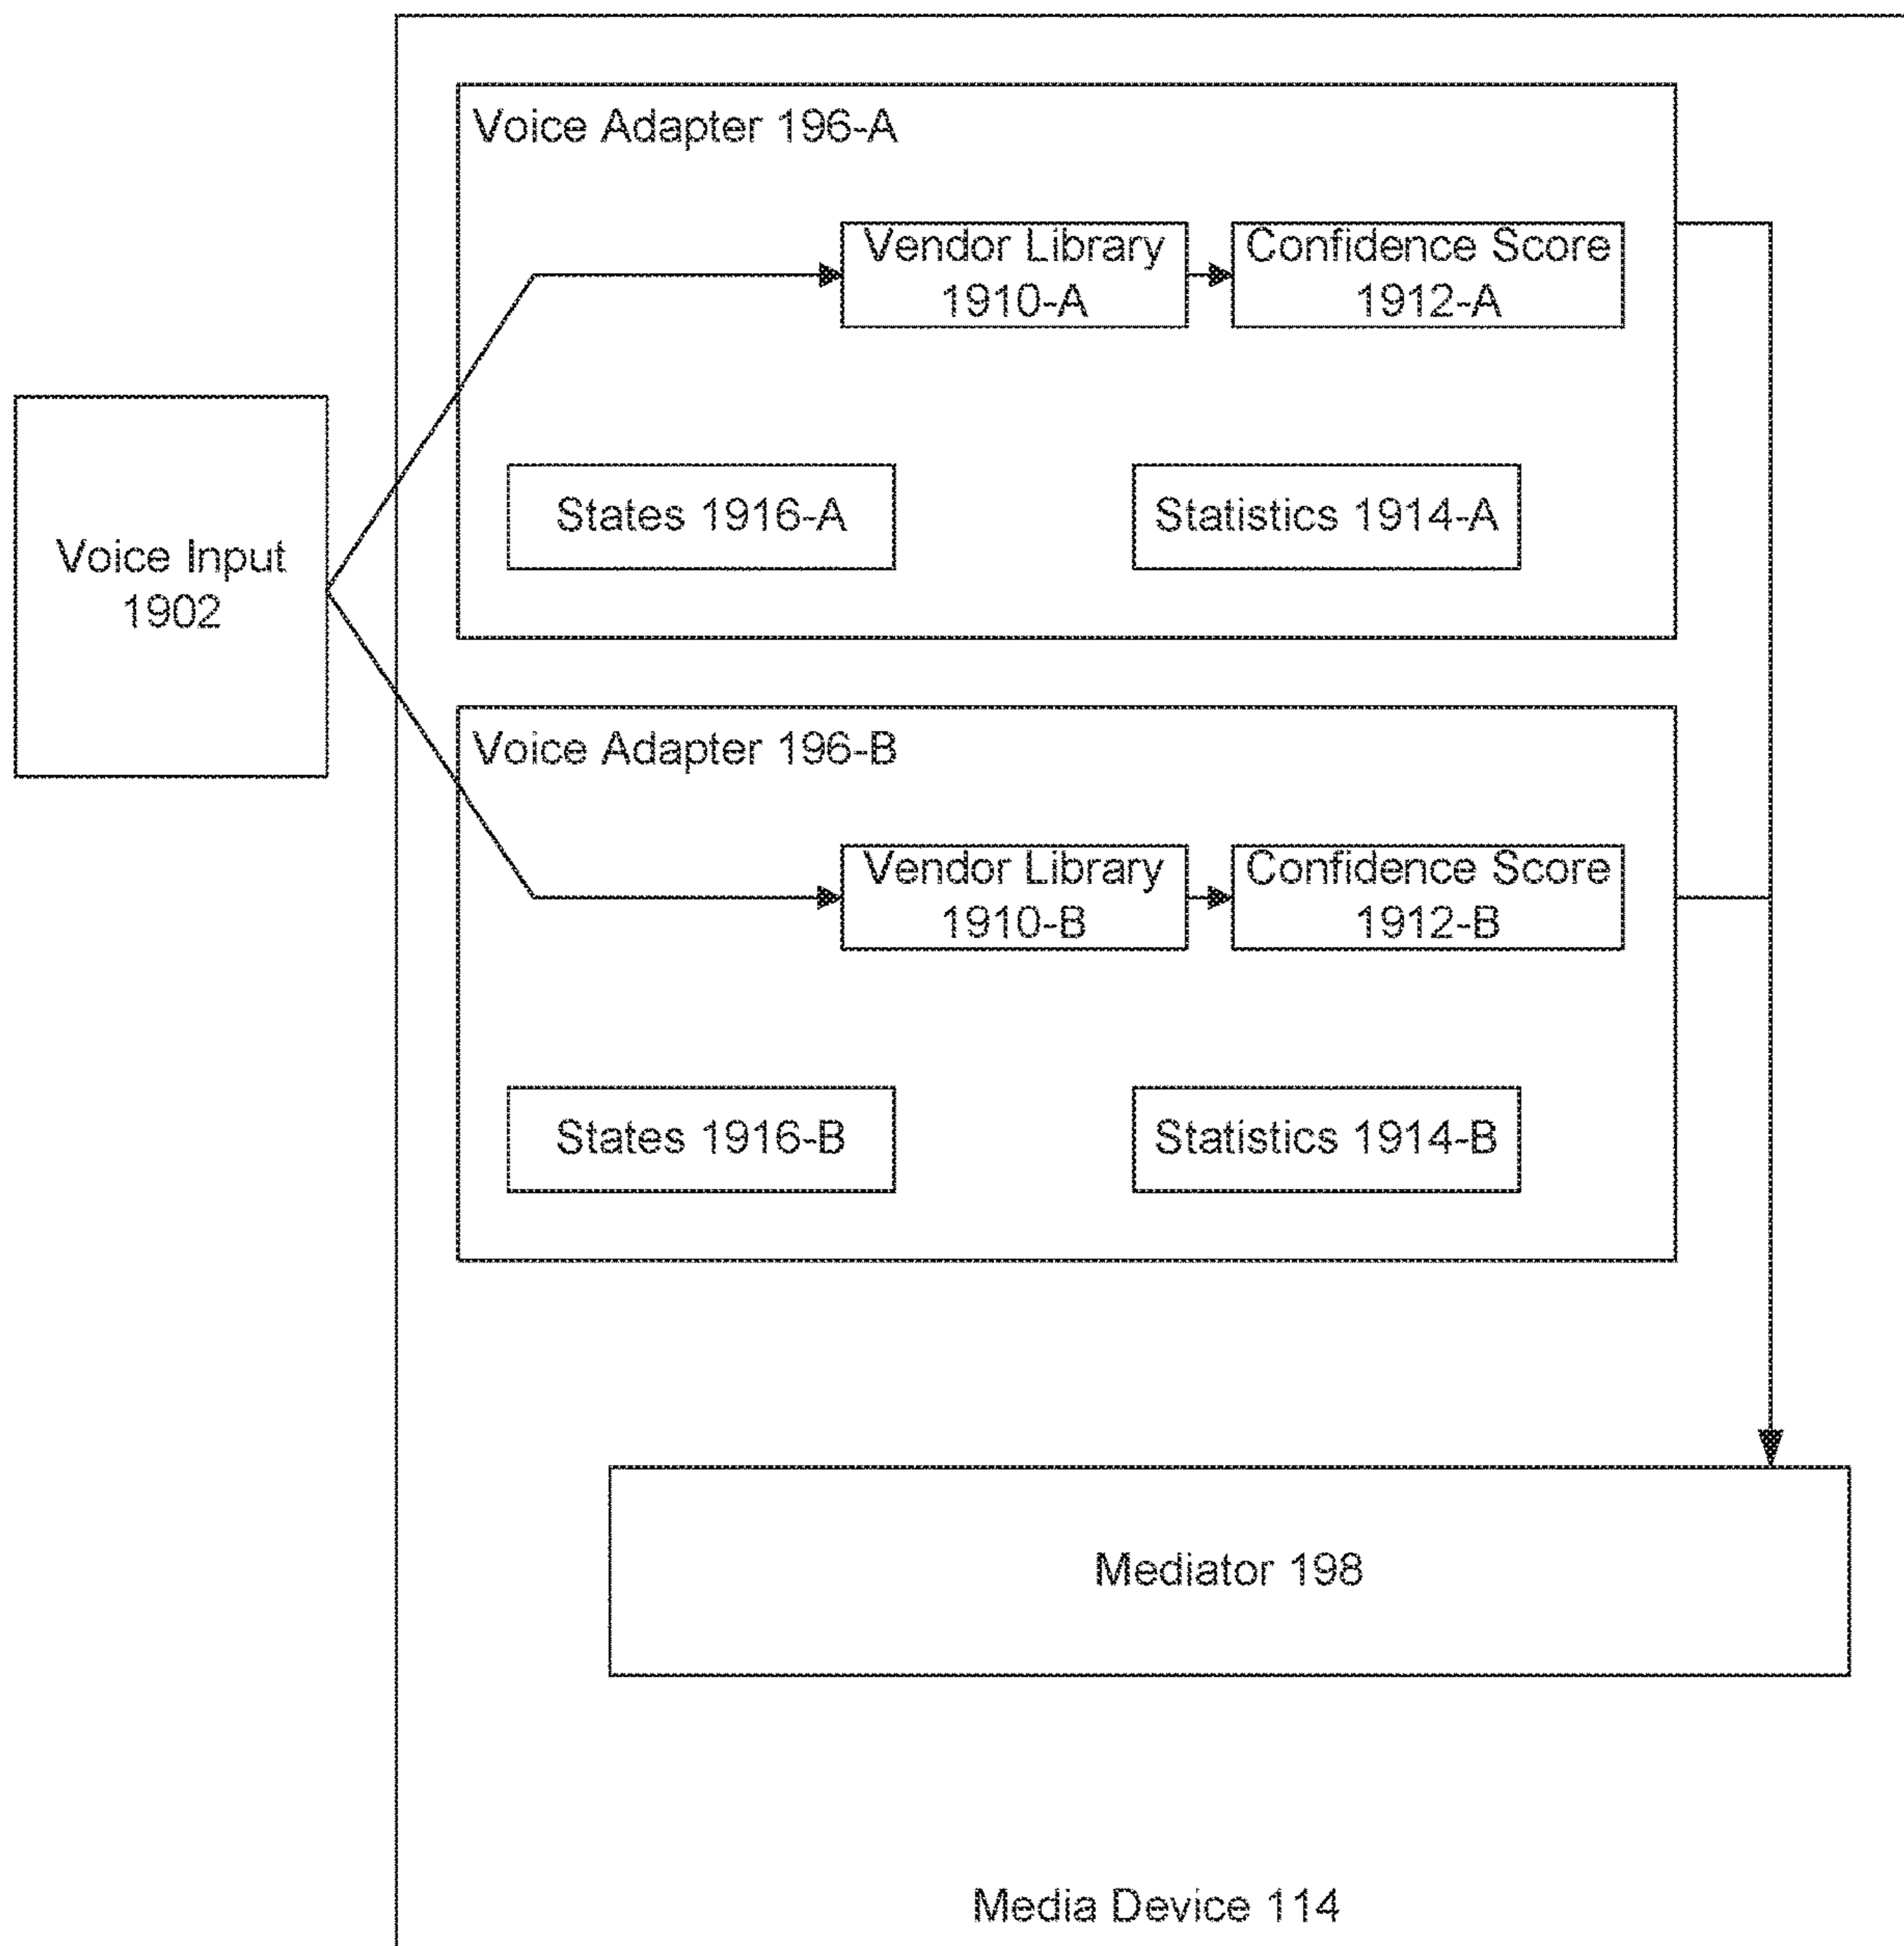 Voice Adapter 196-A
Vendor Library
1910-A
Confidence Score
1912-A
States 1916-A
Statistics 1914-A
Voice Input
1902
Voice Adapter 196-B
Vendor Library
1910-B
Confidence Score
1912-B
States 1916-B
Statistics 1914-B
Mediator 198
Media Device 114